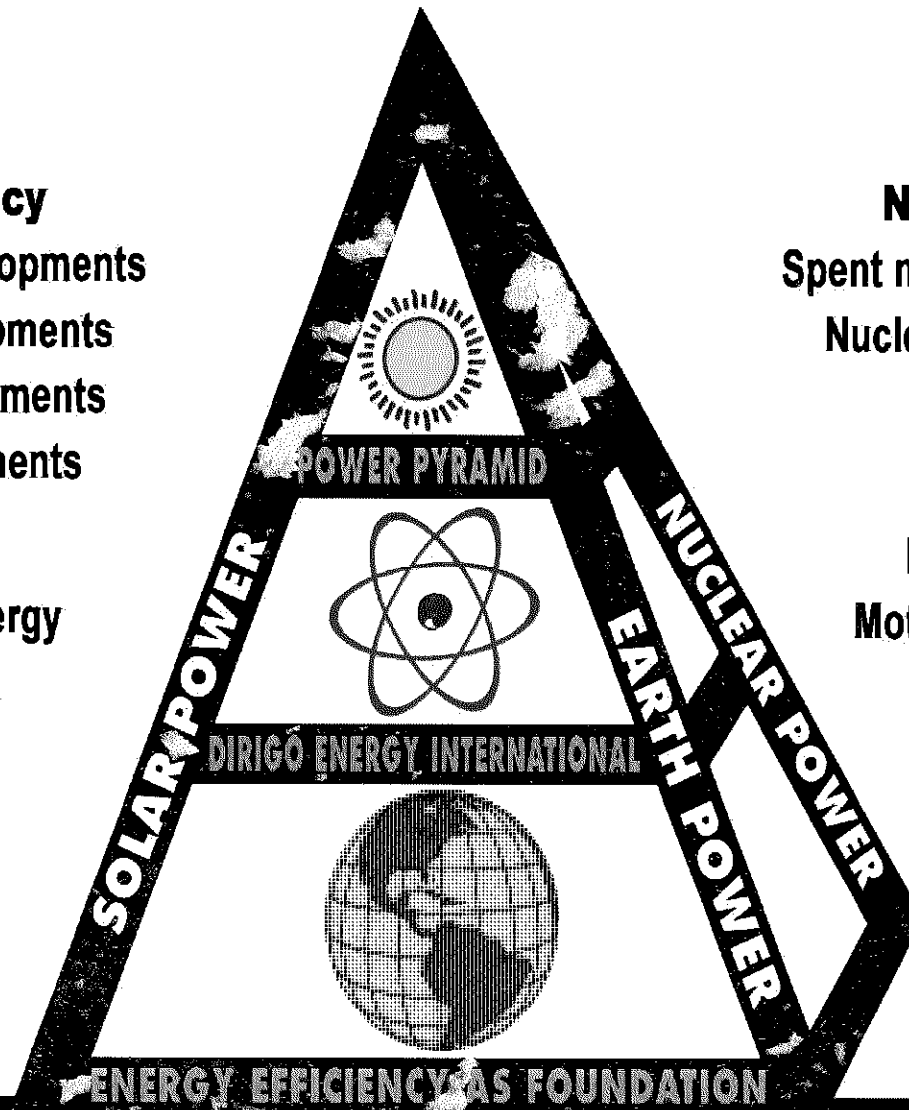 cy
opments
oments
ments
nents
ergy
N
Spent n
Nucle
Mot
POWER PYRAMID
DIRIGO ENERGY INTERNATIONAL
ENERGY EFFICIENCY AS FOUNDATION
SOLAR POWER
EARTH POWER
NUCLEAR POWER